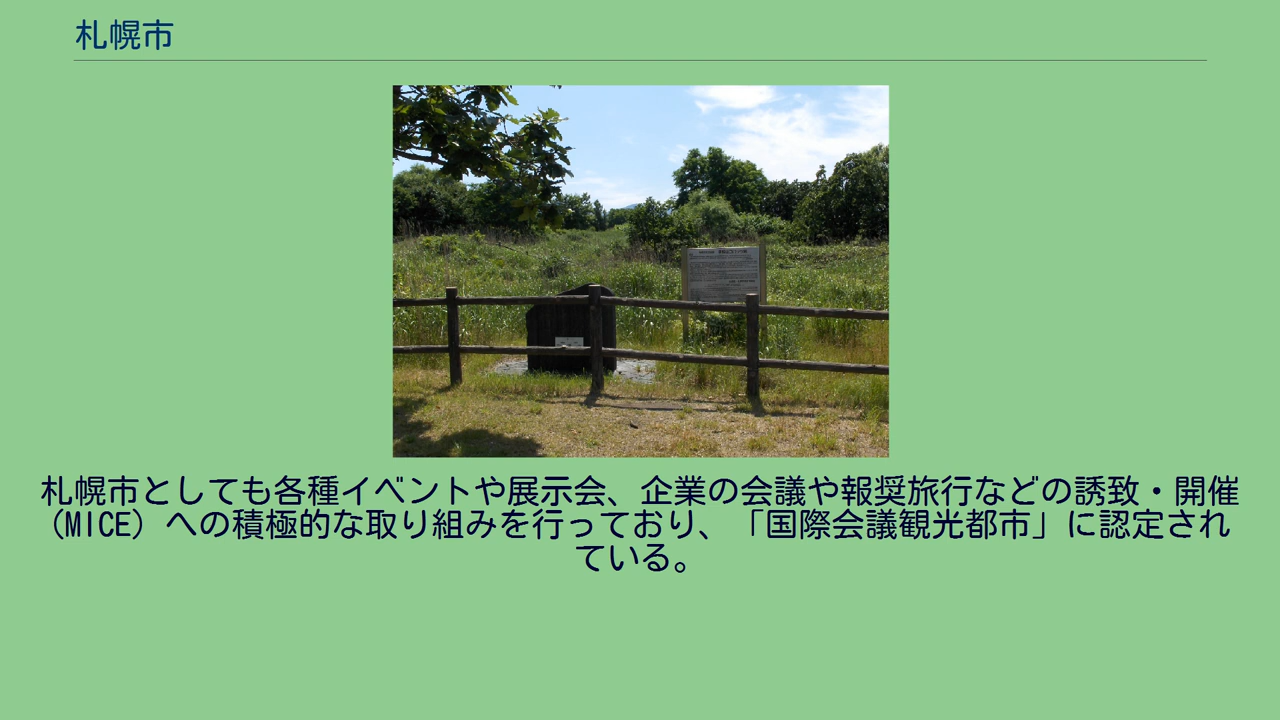 札幌市
札幌市としても各種イベントや展示会、企業の会議や報奨旅行などの誘致・開催
（MICE）への積極的な取り組みを行っており、「国際会議観光都市」に認定され
ている。